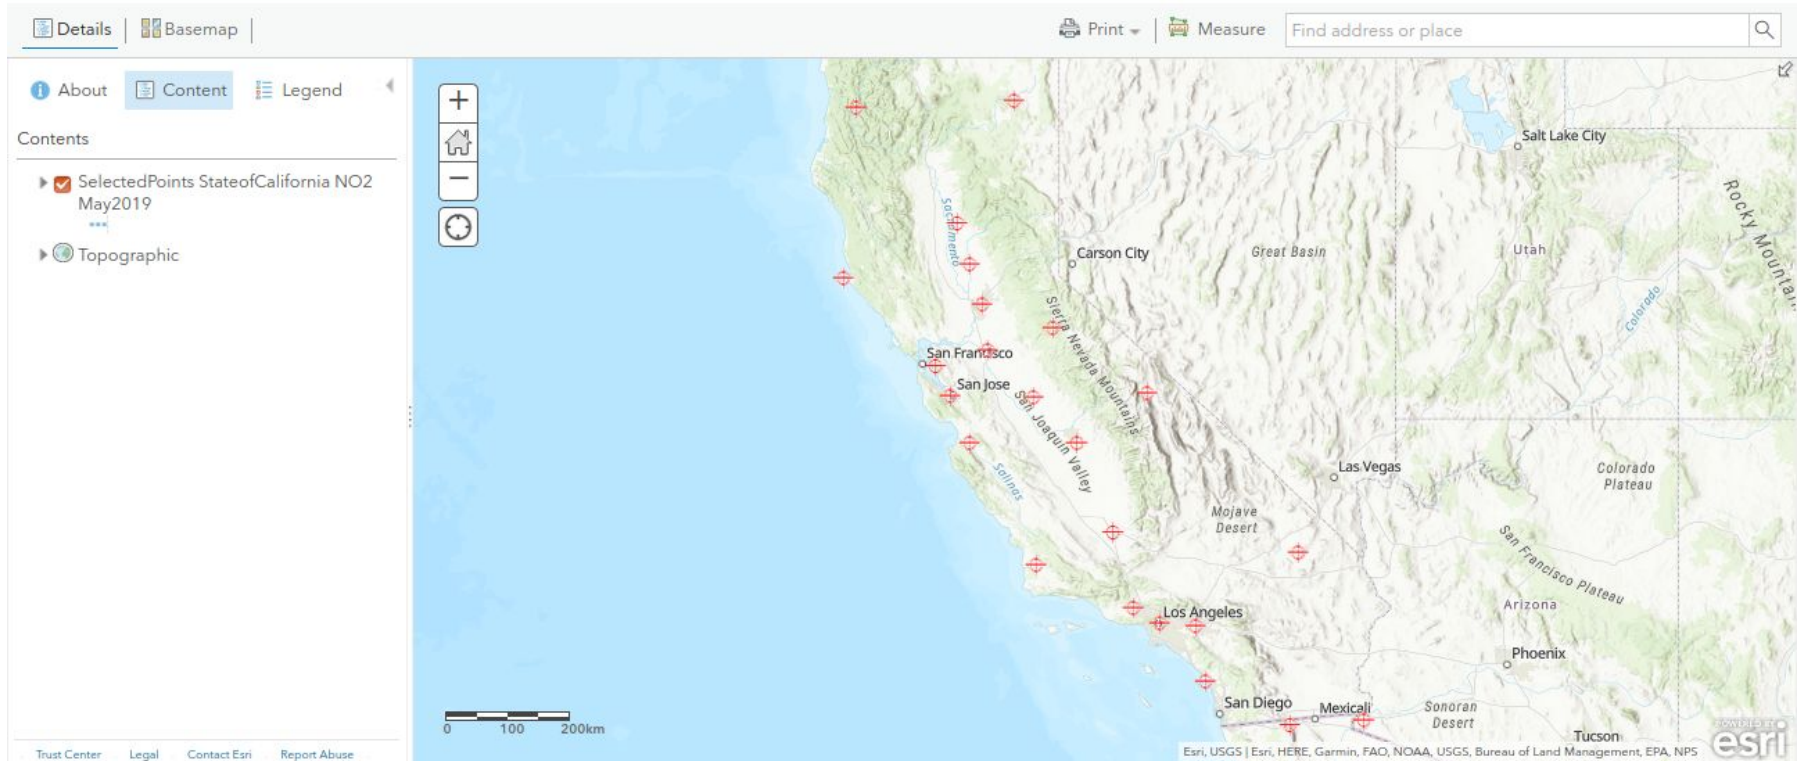 Details
Basemap
Print
Measure
Find address or place
About
Content
Legend
Contents
SelectedPoints StateofCalifornia NO2
May2019
Topographic
Trust Center
Legal
Contact Esri
Report Abuse
+
−
Salt Lake City
Rocky Mountain
Sacramento
Carson City
Great Basin
Utah
Colorado
Sierra Nevada Mountains
San Francisco
San Jose
San Joaquin Valley
Salinas
Las Vegas
Colorado
Plateau
Mojave
Desert
San Francisco Plateau
Arizona
Los Angeles
Phoenix
San Diego
Mexicali
Sonoran
Desert
Tucson
0 100 200km
POWERED BY
esri
Esri, USGS | Esri, HERE, Garmin, FAO, NOAA, USGS, Bureau of Land Management, EPA, NPS